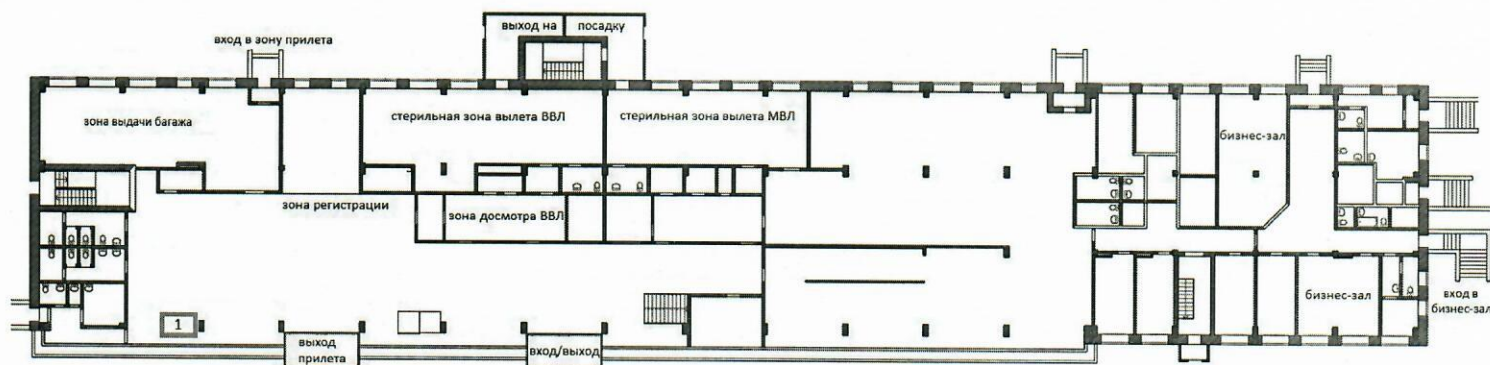 выход на посадку
вход в зону прилета
зона выдачи багажа
стерильная зона вылета ВВЛ
стерильная зона вылета МВЛ
бизнес-зал
зона регистрации
зона досмотра ВВЛ
1
бизнес-зал
вход в
бизнес-зал
выход
прилета
вход/выход